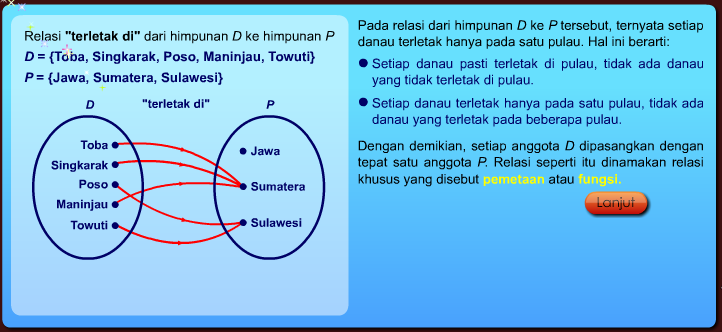 Relasi "terletak di" dari himpunan D ke himpunan P
D = {Toba, Singkarak, Poso, Maninjau, Towuti}
P = {Jawa, Sumatera, Sulawesi}
D "terletak di" P
Toba
Singkarak
Poso
Maninjau
Towuti
Jawa
Sumatera
Sulawesi
Pada relasi dari himpunan D ke P tersebut, ternyata setiap
danau terletak hanya pada satu pulau. Hal ini berarti:
Setiap danau pasti terletak di pulau, tidak ada danau
yang tidak terletak di pulau.
Setiap danau terletak hanya pada satu pulau, tidak ada
danau yang terletak pada beberapa pulau.
Dengan demikian, setiap anggota D dipasangkan dengan
tepat satu anggota P. Relasi seperti itu dinamakan relasi
khusus yang disebut pemetaan atau fungsi.
Lanjut